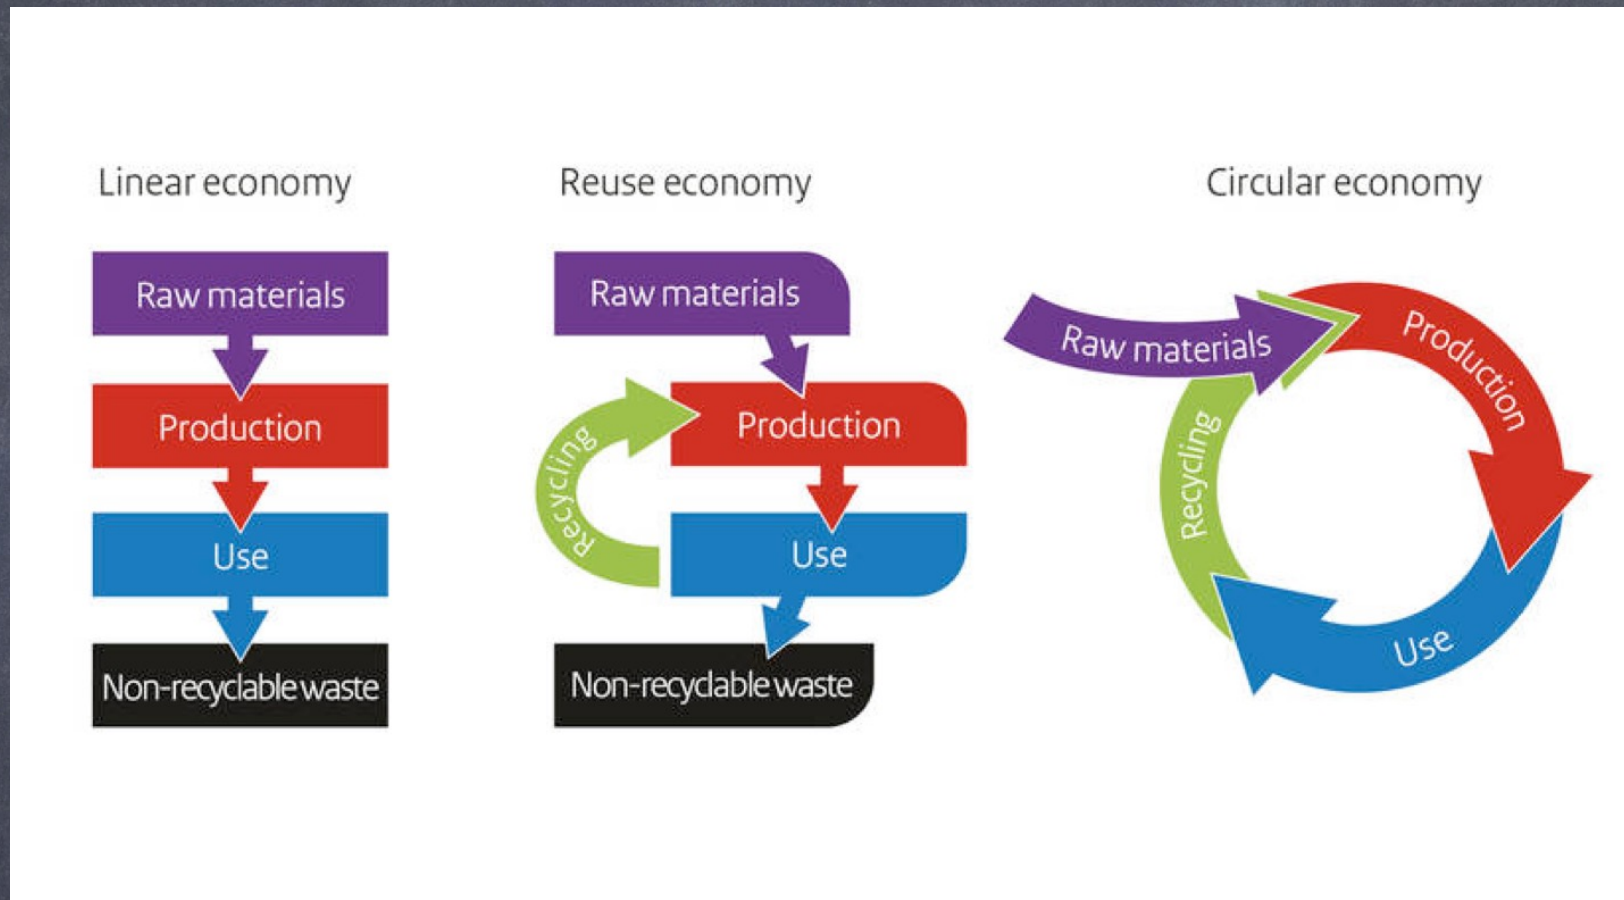 Linear economy
Raw materials
Production
Use
Non-recyclable waste
Reuse economy
Raw materials
Production
Recycling
Use
Non-recyclable waste
Circular economy
Raw materials
Production
Recycling
Use